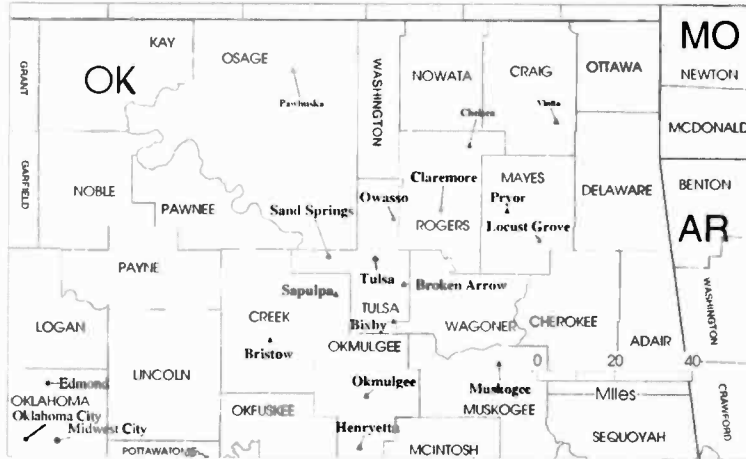 KAY
OSAGE
GRANT
OK
WASHINGTON
NOWATA
CRAIG
OTTAWA
MO
NEWTON
Pawhuska
Chelsea
Vinita
MCDONALD
GARFIELD
NOBLE
PAWNEE
Sand Springs
Owasso
Claremore
ROGERS
MAYES
Pryor
Locust Grove
DELAWARE
BENTON
AR
PAYNE
Tulsa
Sapulpa
TULSA
Broken Arrow
WASHINGTON
LOGAN
CREEK
Bixby
WAGONER
CHEROKEE
ADAIR
Bristow
OKMULGEE
LINCOLN
0 20 40
Miles
Edmond
OKLAHOMA
Oklahoma City
Midwest City
OKFUSKEE
Okmulgee
Muskogee
MUSKOGEE
CRAWFORD
Henryetta
POTTAWATOMIE
MCINTOSH
SEQUOYAH